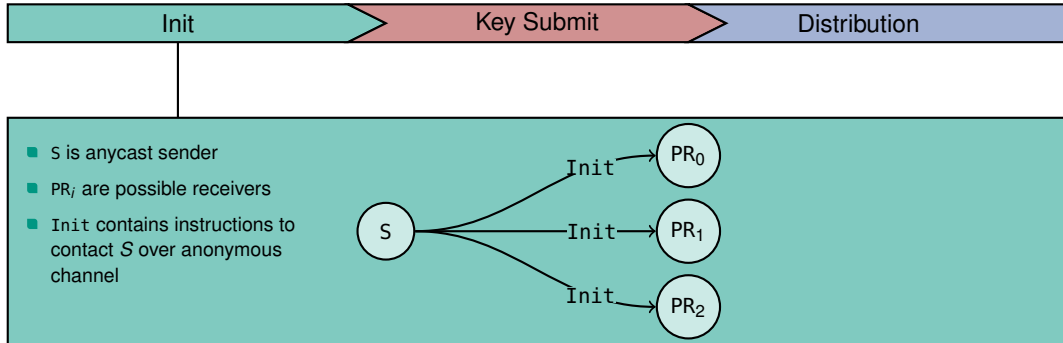 Init
Key Submit
Distribution
S is anycast sender
PRᵢ are possible receivers
Init contains instructions to
contact S over anonymous
channel
S
Init
PR₀
Init
PR₁
Init
PR₂